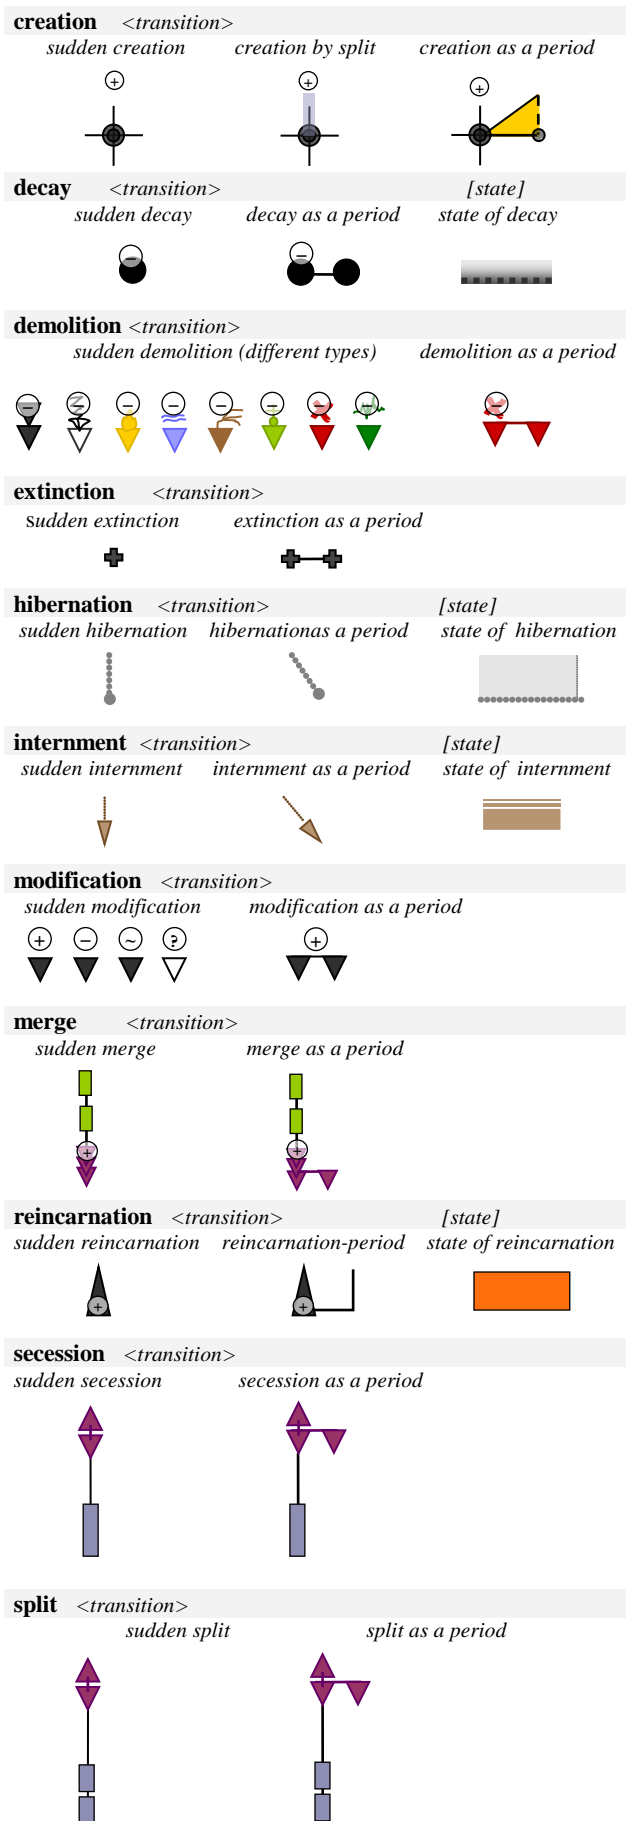 creation <transition>
sudden creation creation by split creation as a period
+ + +
decay <transition> [state]
sudden decay decay as a period state of decay
− −
demolition <transition>
sudden demolition (different types) demolition as a period
− − − − − + − − −
extinction <transition>
sudden extinction extinction as a period
hibernation <transition> [state]
sudden hibernation hibernationas a period state of hibernation
internment <transition> [state]
sudden internment internment as a period state of internment
modification <transition>
sudden modification modification as a period
+ − ~ ? +
merge <transition>
sudden merge merge as a period
+ +
reincarnation <transition> [state]
sudden reincarnation reincarnation-period state of reincarnation
+ +
secession <transition>
sudden secession secession as a period
split <transition>
sudden split split as a period